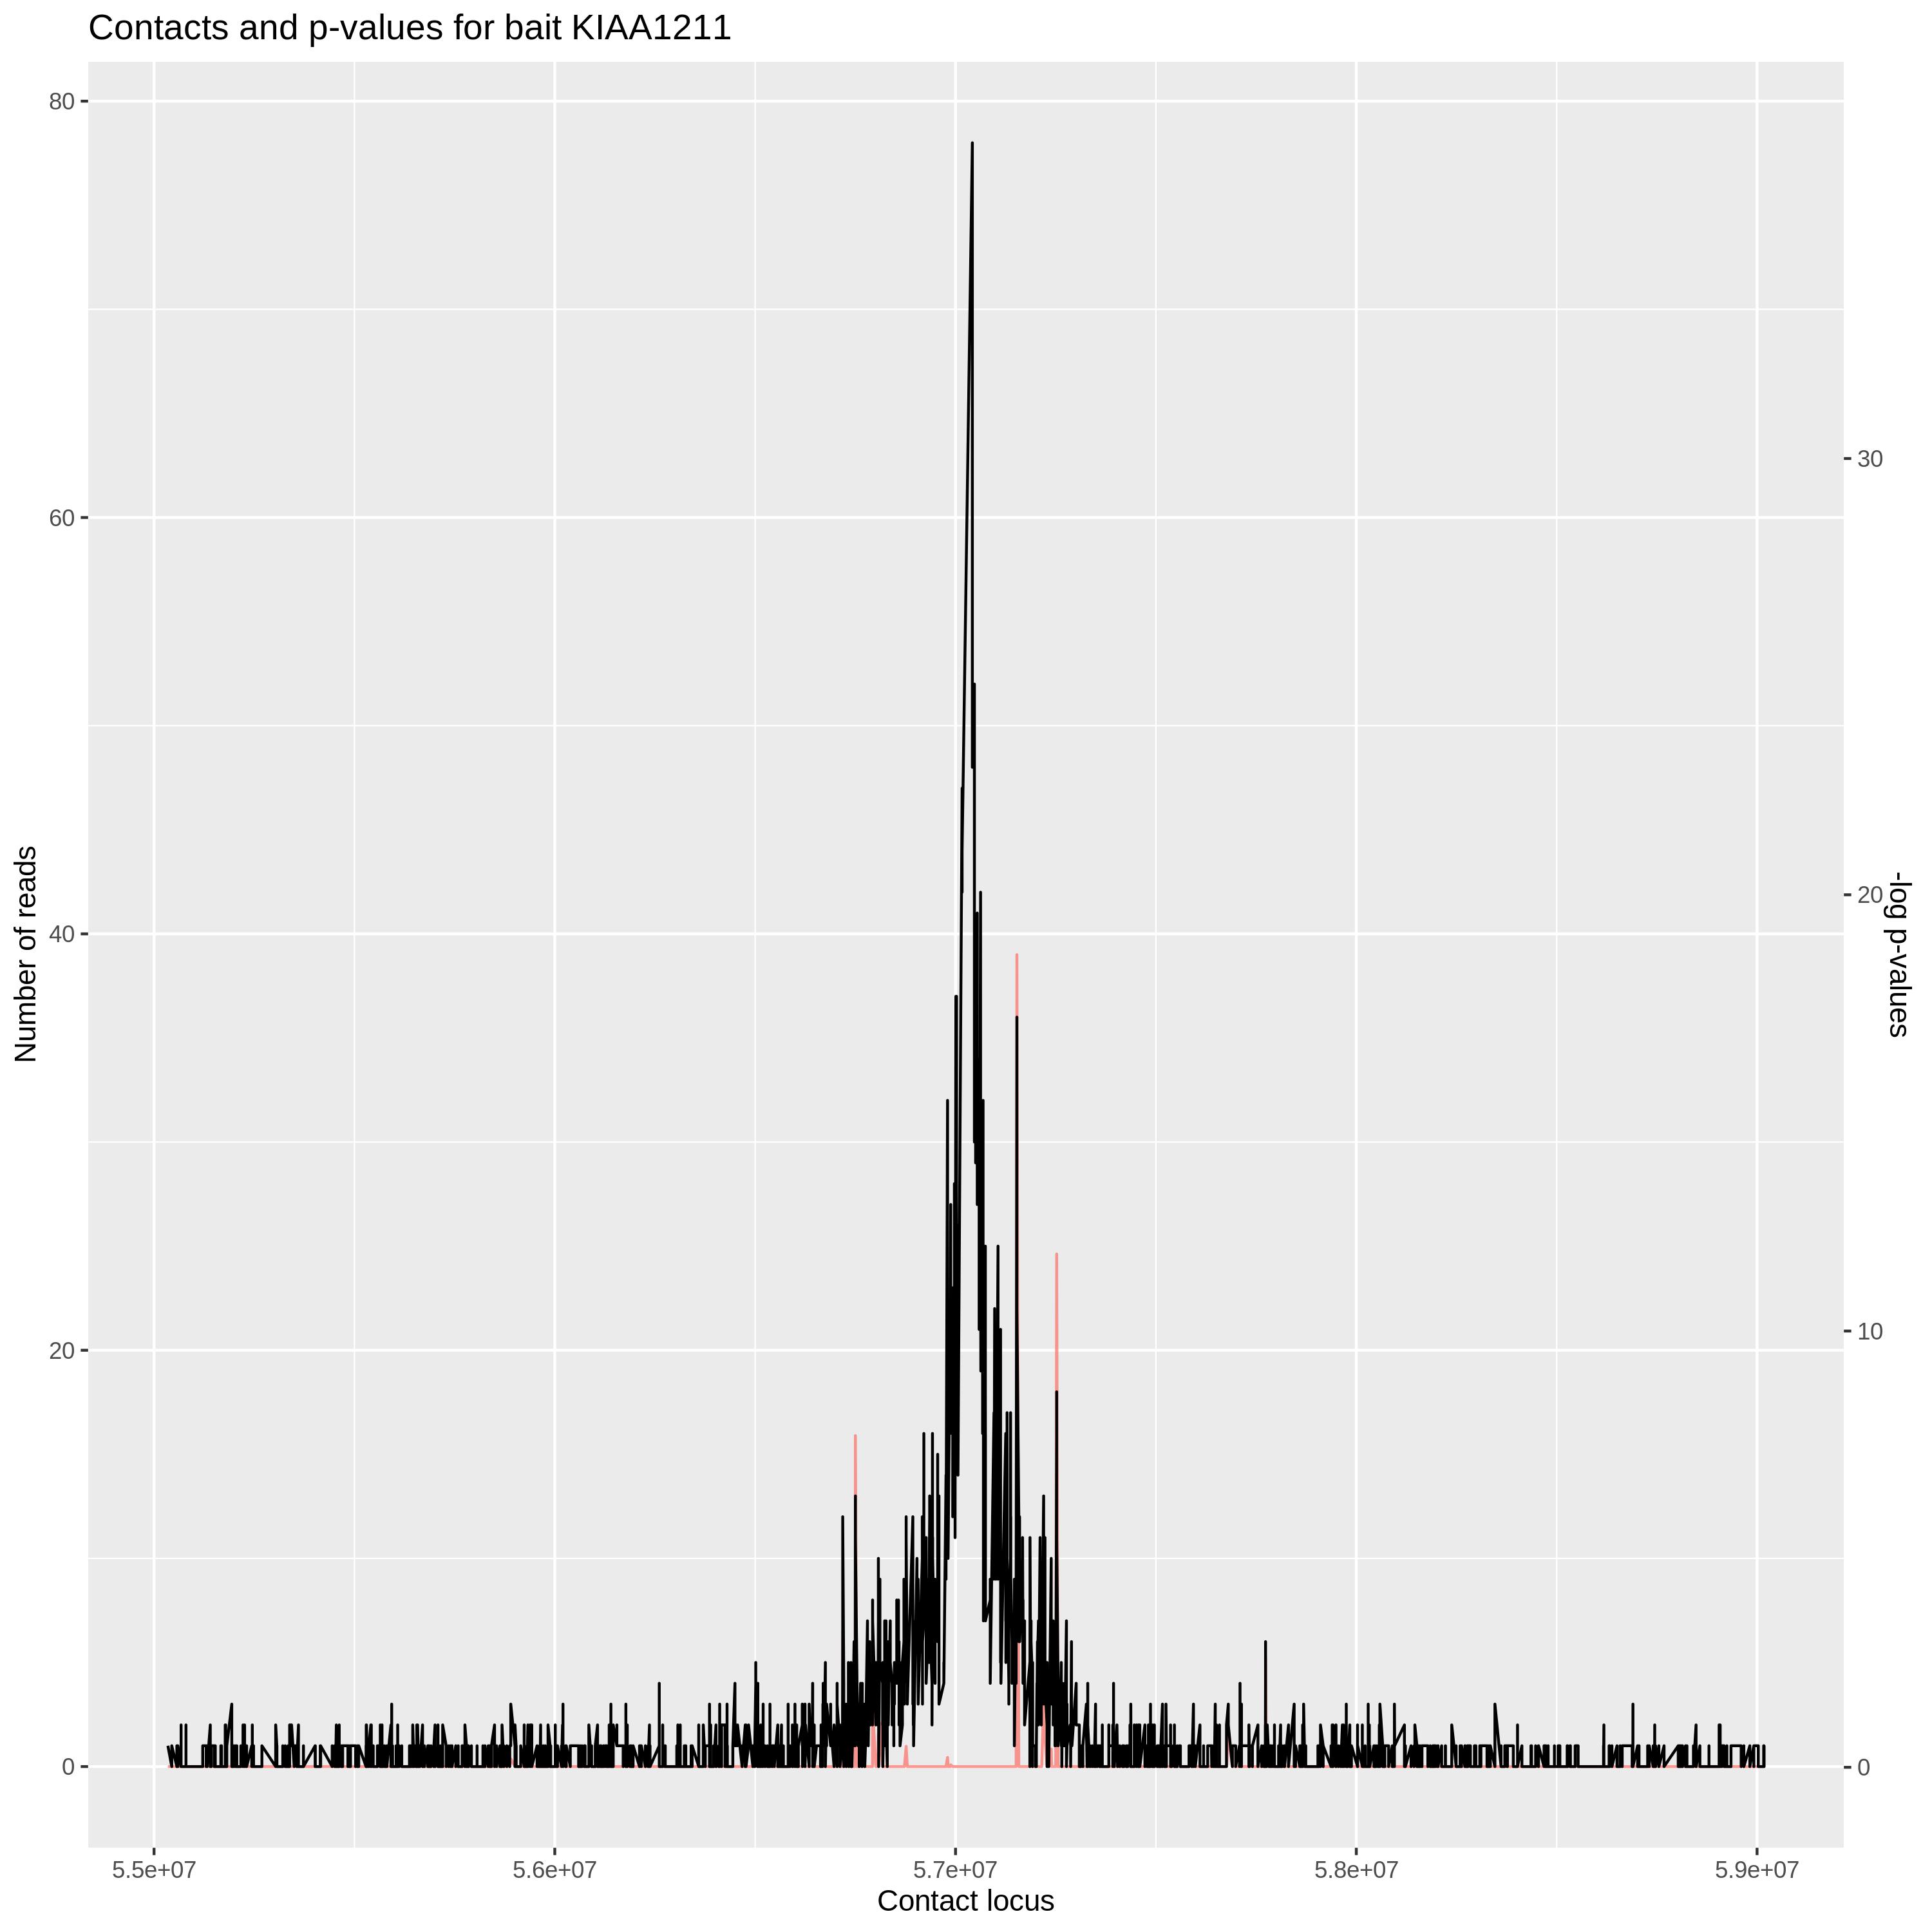 Contacts and p-values for bait KIAA1211
80
60
40
20
0
Number of reads
30
20
10
0
-log p-values
5.5e+07
5.6e+07
5.7e+07
5.8e+07
5.9e+07
Contact locus